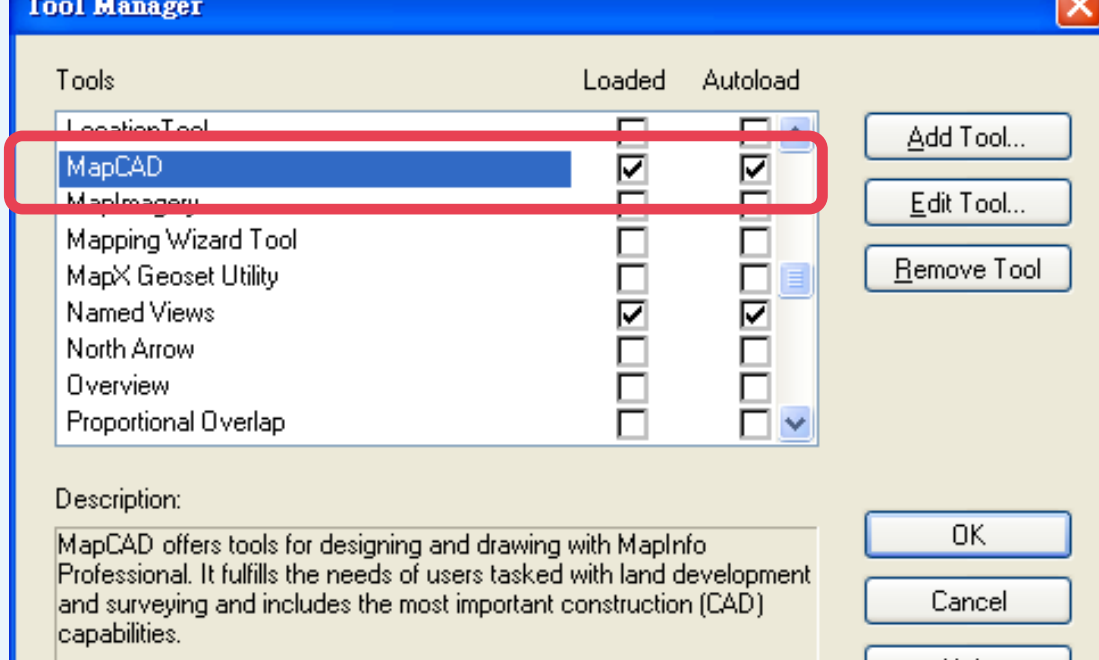 Tool Manager
Tools Loaded Autoload
LocationTool
MapCAD
MapImagery
Mapping Wizard Tool
MapX Geoset Utility
Named Views
North Arrow
Overview
Proportional Overlap
Add Tool...
Edit Tool...
Remove Tool
Description:
MapCAD offers tools for designing and drawing with MapInfo
Professional. It fulfills the needs of users tasked with land development
and surveying and includes the most important construction (CAD)
capabilities.
OK
Cancel